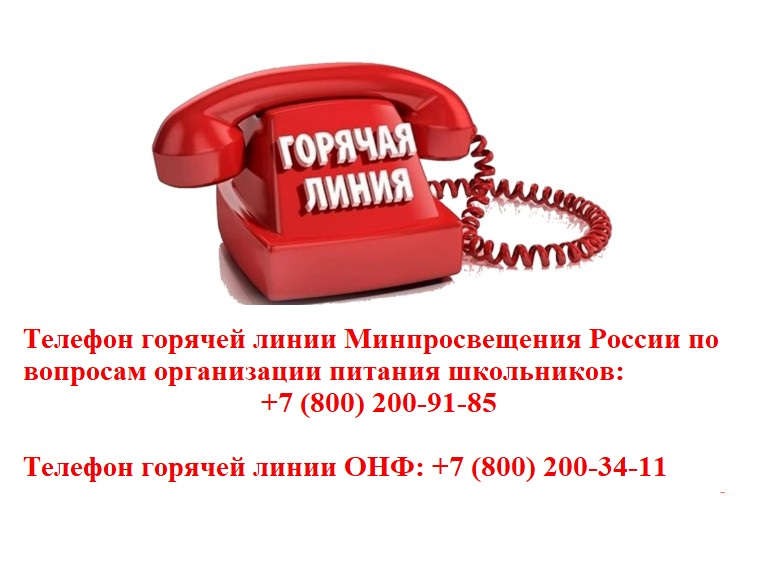 ГОРЯЧАЯ
ЛИНИЯ
Телефон горячей линии Минпросвещения России по
вопросам организации питания школьников:
+7 (800) 200-91-85
Телефон горячей линии ОНФ: +7 (800) 200-34-11